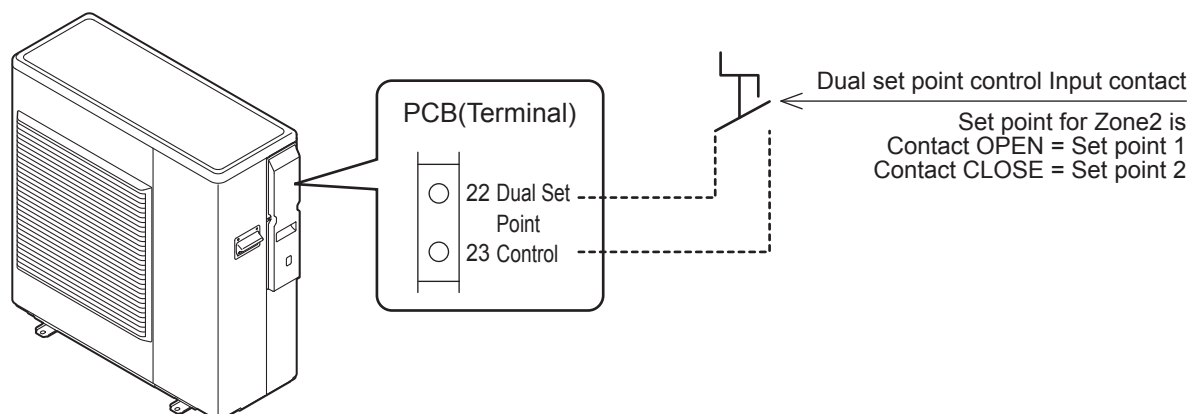 PCB(Terminal)
22 Dual Set
Point
23 Control
Dual set point control Input contact
Set point for Zone2 is
Contact OPEN = Set point 1
Contact CLOSE = Set point 2